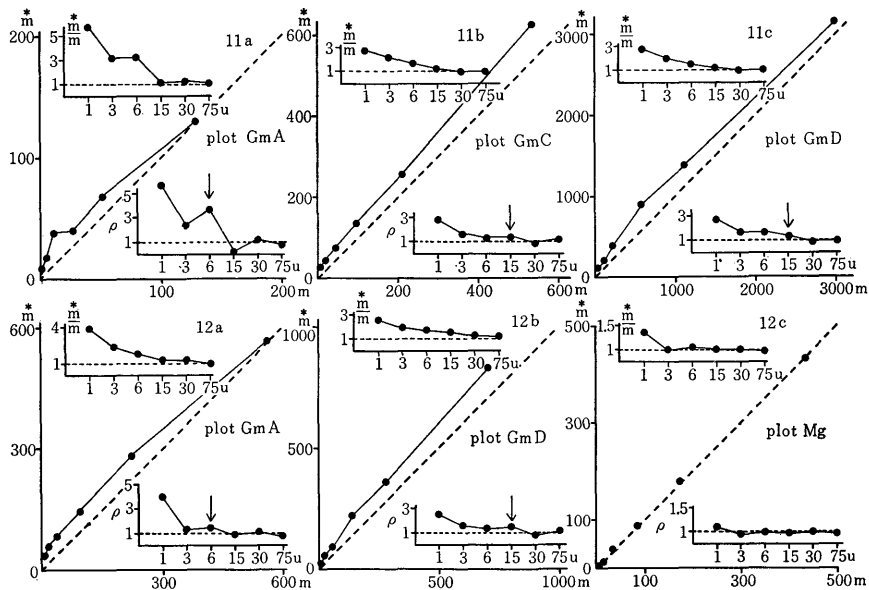 *m
200
100
0
*m/m
5
3
1
1 3 6 15 30 75u
11a
plot GmA
ρ
5
3
1
1 3 6 15 30 75u
100 200 m
*m
600
400
200
0
*m/m
3
1
1 3 6 15 30 75u
11b
plot GmC
ρ
3
1
1 3 6 15 30 75u
200 400 600 m
*m
3000
2000
1000
0
*m/m
3
1
1 3 6 15 30 75u
11c
plot GmD
ρ
3
1
1 3 6 15 30 75u
1000 2000 3000 m
*m
600
300
0
*m/m
4
1
1 3 6 15 30 75u
12a
plot GmA
ρ
5
3
1
1 3 6 15 30 75u
300 600 m
*m
1000
500
0
*m/m
3
1
1 3 6 15 30 75u
12b
plot GmD
ρ
3
1
1 3 6 15 30 75u
500 1000 m
*m
500
300
100
0
*m/m
1.5
1
1 3 6 15 30 75u
12c
plot Mg
ρ
1.5
1
1 3 6 15 30 75u
100 300 500 m